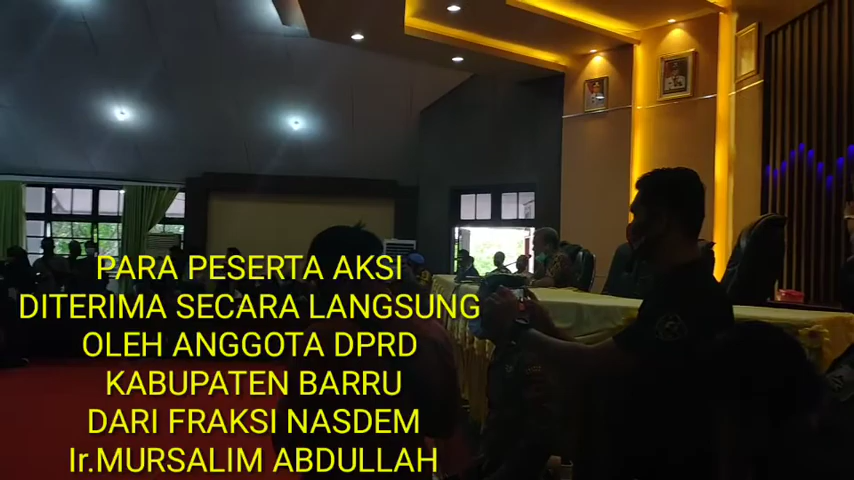 PARA PESERTA AKSI
DITERIMA SECARA LANGSUNG
OLEH ANGGOTA DPRD
KABUPATEN BARRU
DARI FRAKSI NASDEM
Ir.MURSALIM ABDULLAH